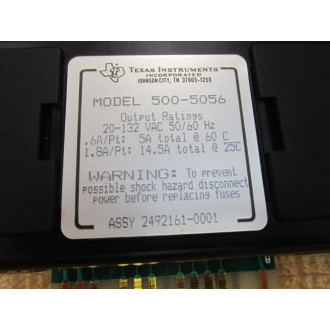 TEXAS INSTRUMENTS
INCORPORATED
JOHNSON CITY, TN 37605-1255
MODEL 500-5056
Output Ratings
20-132 VAC 50/60 Hz
.6A/Pt: 5A total @ 60 C
1.8A/Pt: 14.5A total @ 25C
WARNING: To prevent
possible shock hazard disconnect
power before replacing fuses
ASSY 2492161-0001